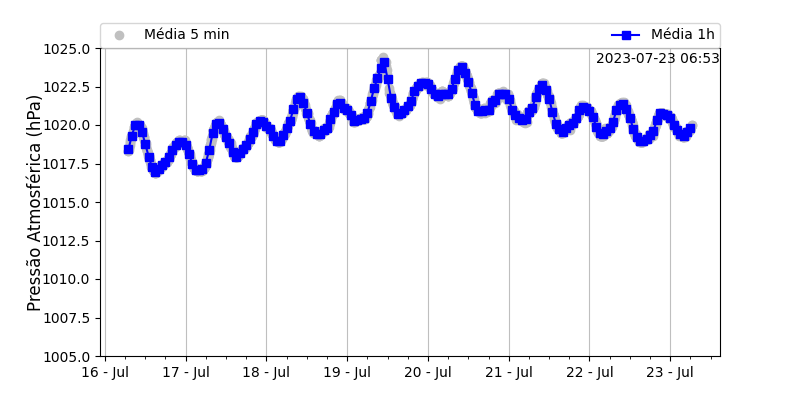 Média 5 min
Média 1h
2023-07-23 06:53
Pressão Atmosférica (hPa)
1025.0
1022.5
1020.0
1017.5
1015.0
1012.5
1010.0
1007.5
1005.0
16 - Jul
17 - Jul
18 - Jul
19 - Jul
20 - Jul
21 - Jul
22 - Jul
23 - Jul